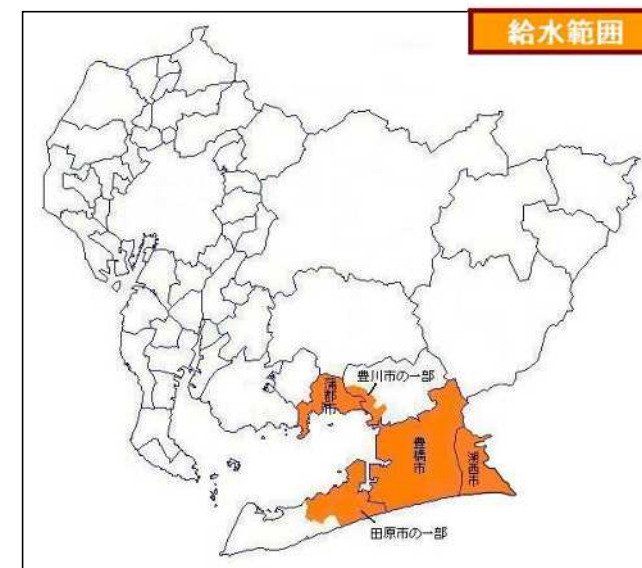 給水範囲
豊川市の一部
蒲郡市
豊橋市
湖西市
田原市の一部